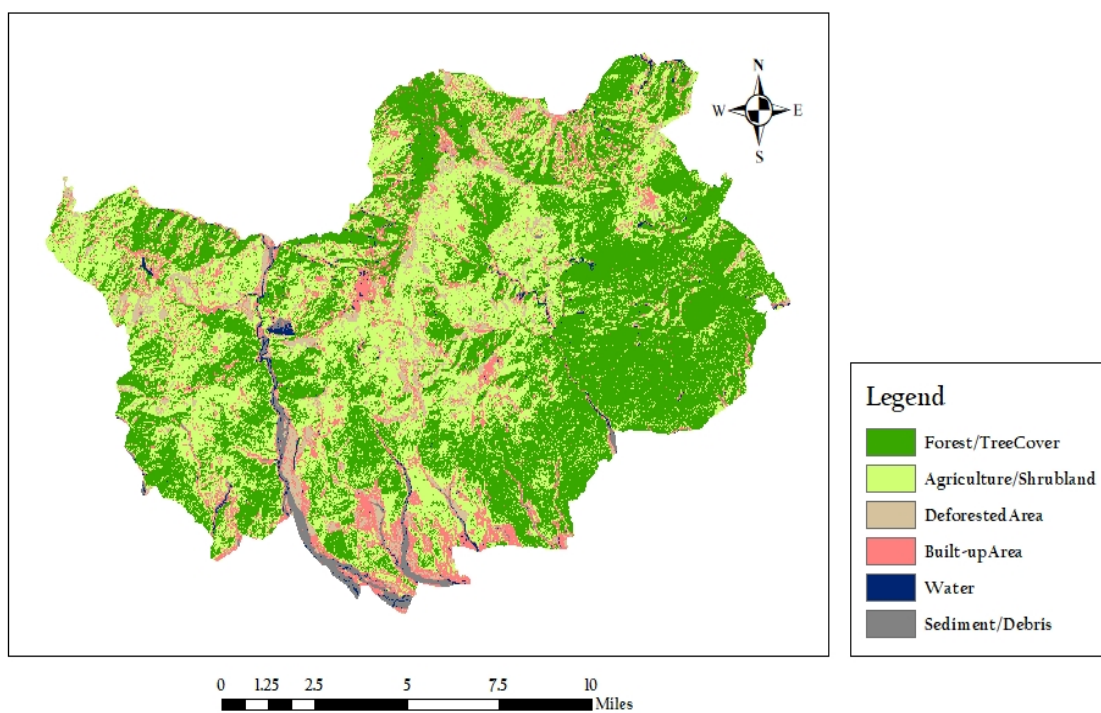 N
W E
S
Legend
Forest/TreeCover
Agriculture/Shrubland
Deforested Area
Built-up Area
Water
Sediment/Debris
0 1.25 2.5 5 7.5 10
Miles